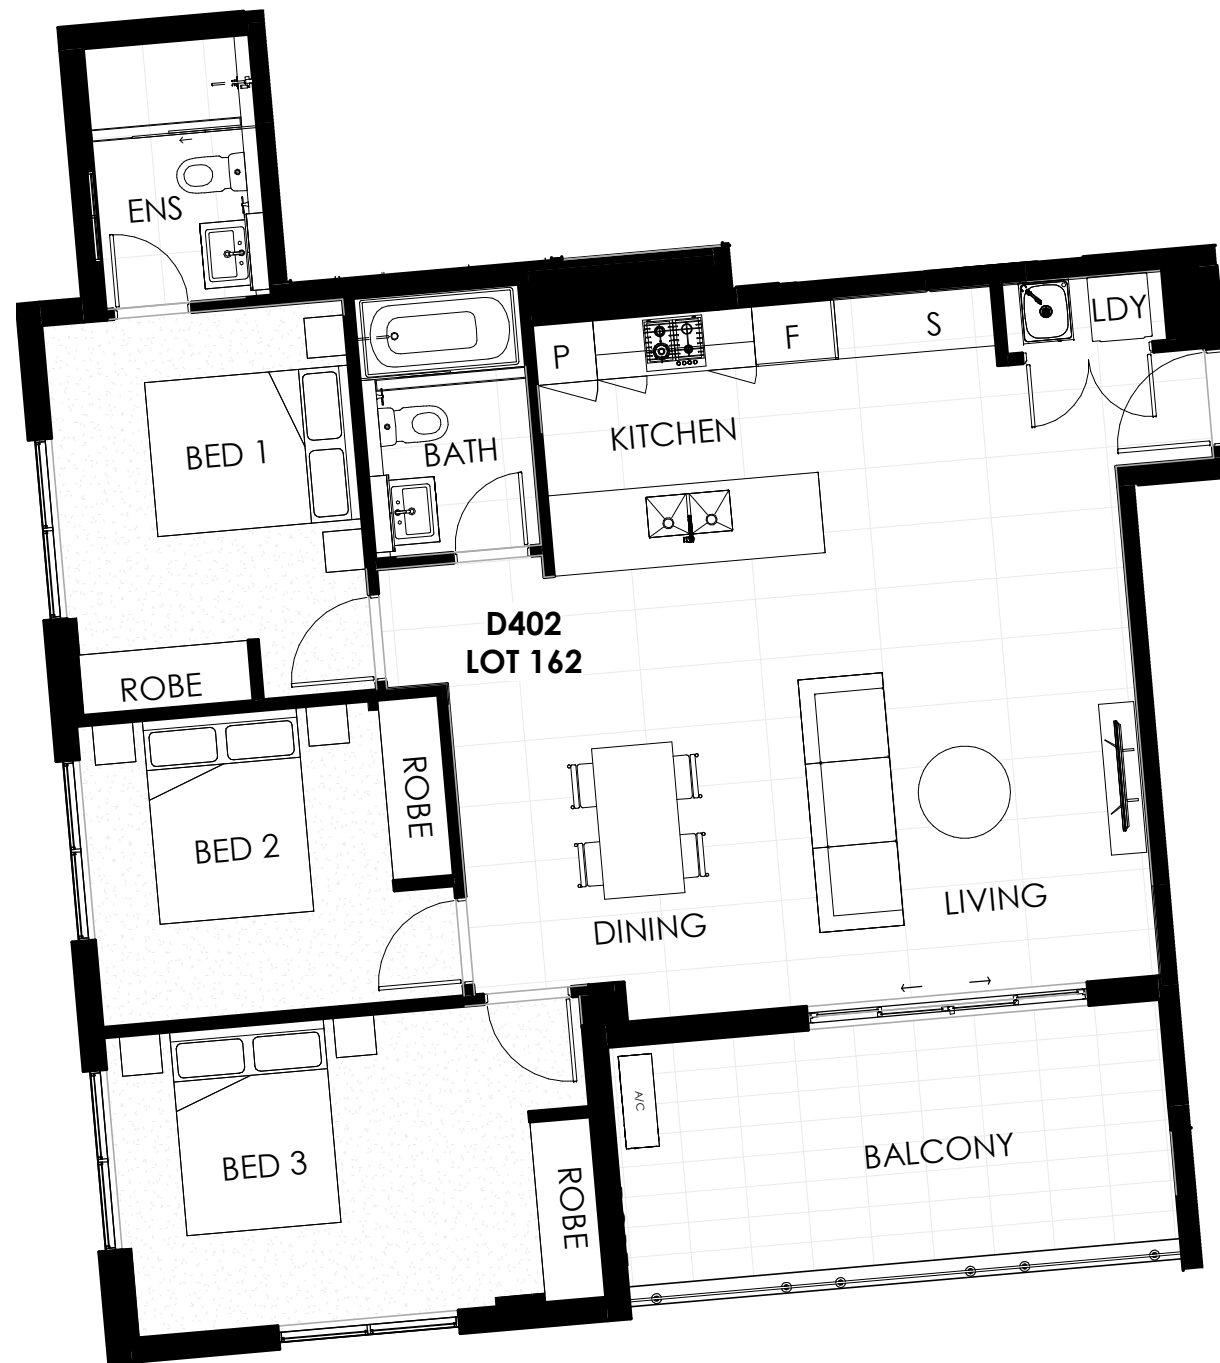 ENS
LDY
S
F
P
KITCHEN
BED 1
BATH
D402
LOT 162
ROBE
ROBE
BED 2
LIVING
DINING
A/C
BALCONY
BED 3
ROBE